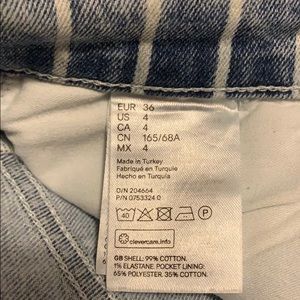 EUR 36
US 4
CA 4
CN 165/68A
MX 4
Made in Turkey
Fabriqué en Turquie
Hecho en Turquía
O/N 204664
P/N 0753324 0
40 P
clevercare.info
GB SHELL: 99% COTTON.
1% ELASTANE POCKET LINING:
65% POLYESTER. 35% COTTON.